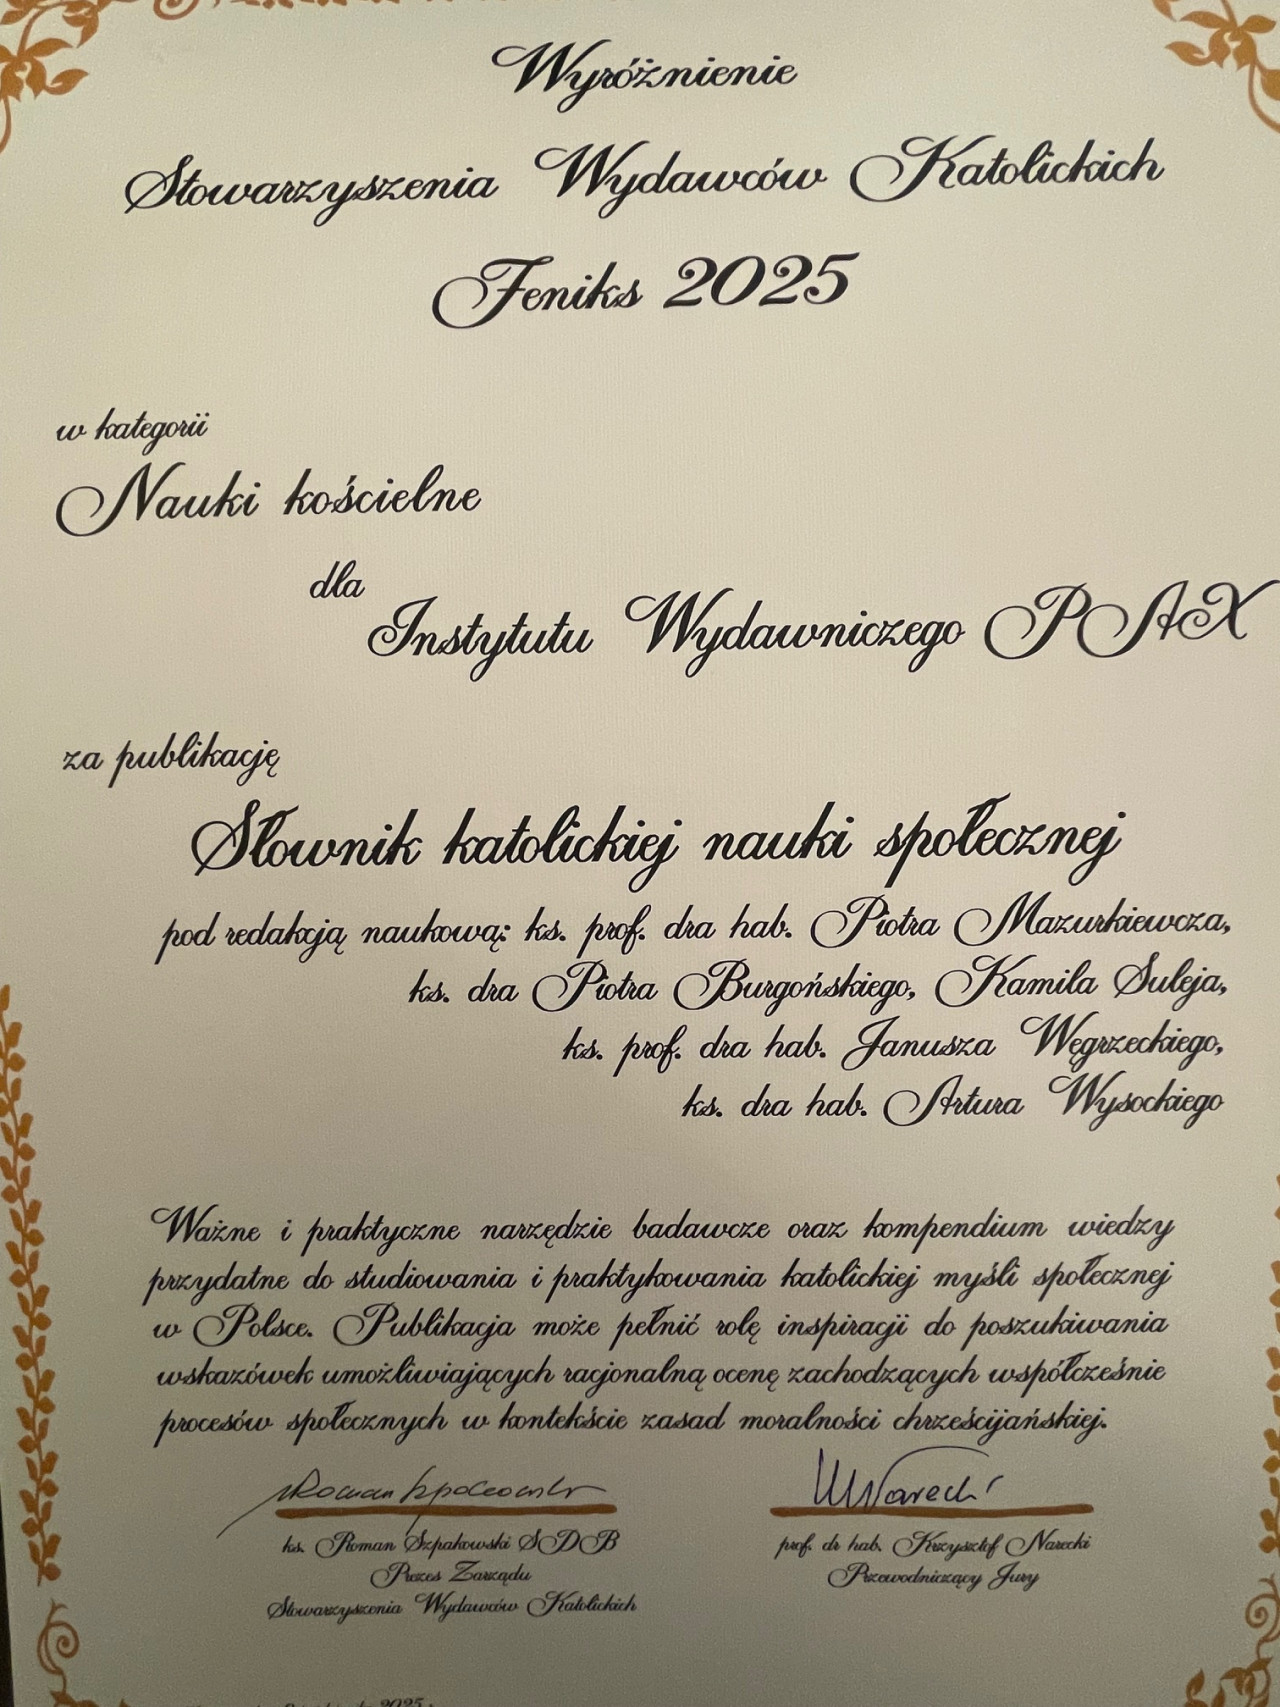 Wyróżnienie
Stowarzyszenia Wydawców Katolickich
Feniks 2025
w kategorii
Nauki kościelne
dla
Instytutu Wydawniczego PAX
za publikację
Słownik katolickiej nauki społecznej
pod redakcją naukową: ks. prof. dra hab. Piotra Mazurkiewcza,
ks. dra Piotra Burgońskiego, Kamila Suleja,
ks. prof. dra hab. Janusza Węgrzeckiego,
ks. dra hab. Artura Wysockiego
Ważne i praktyczne narzędzie badawcze oraz kompendium wiedzy
przydatne do studiowania i praktykowania katolickiej myśli społecznej
w Polsce. Publikacja może pełnić rolę inspiracji do poszukiwania
wskazówek umożliwiających racjonalną ocenę zachodzących współcześnie
procesów społecznych w kontekście zasad moralności chrześcijańskiej.
ks. Roman Szpakowski SDB
Prezes Zarządu
Stowarzyszenia Wydawców Katolickich
prof. dr hab. Krzysztof Narecki
Przewodniczący Jury
2025